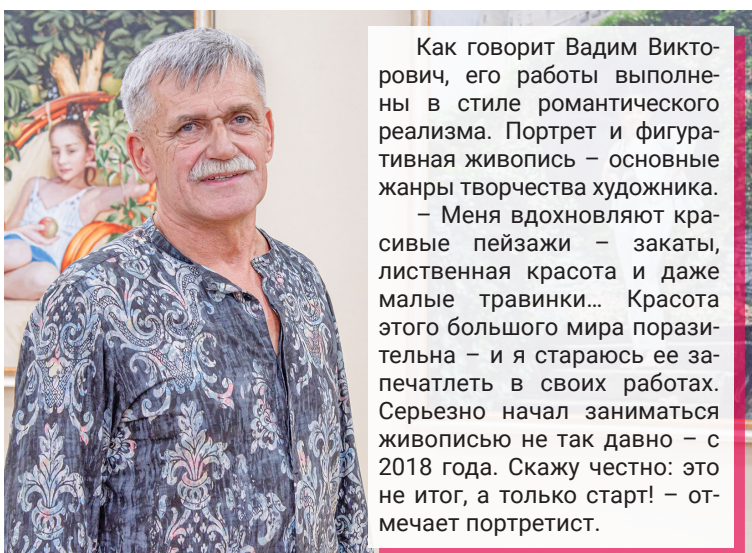 Как говорит Вадим Викто-
рович, его работы выполне-
ны в стиле романтического
реализма. Портрет и фигура-
тивная живопись – основные
жанры творчества художника.
– Меня вдохновляют кра-
сивые пейзажи – закаты,
лиственная красота и даже
малые травинки... Красота
этого большого мира порази-
тельна – и я стараюсь ее за-
печатлеть в своих работах.
Серьезно начал заниматься
живописью не так давно – с
2018 года. Скажу честно: это
не итог, а только старт! – от-
мечает портретист.